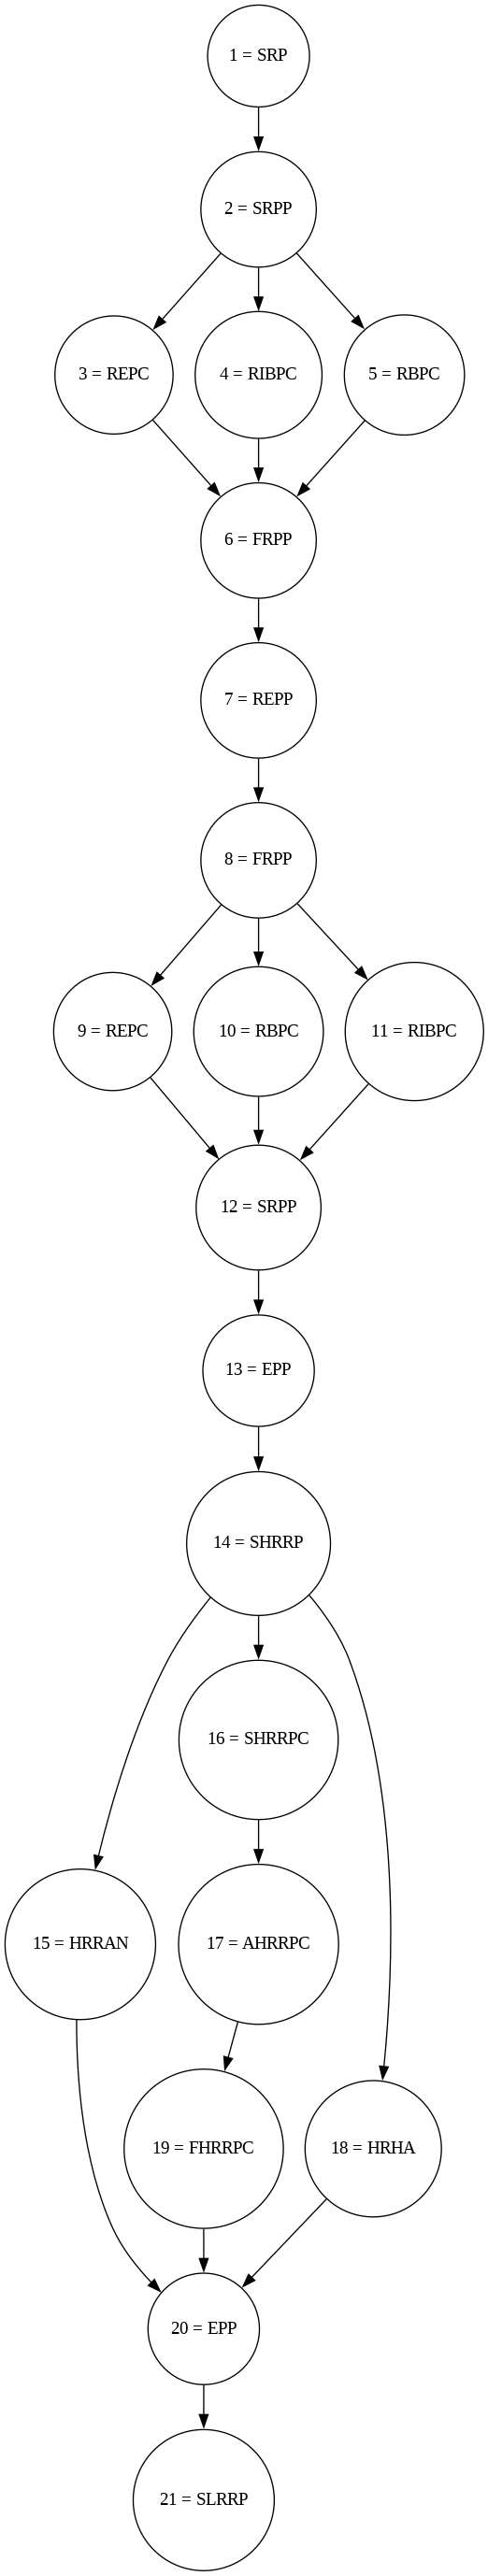 1 = SRP
2 = SRPP
3 = REPC
4 = RIBPC
5 = RBPC
6 = FRPP
7 = REPP
8 = FRPP
9 = REPC
10 = RBPC
11 = RIBPC
12 = SRPP
13 = EPP
14 = SHRRP
16 = SHRRPC
15 = HRRAN
17 = AHRRPC
19 = FHRRPC
18 = HRHA
20 = EPP
21 = SLRRP